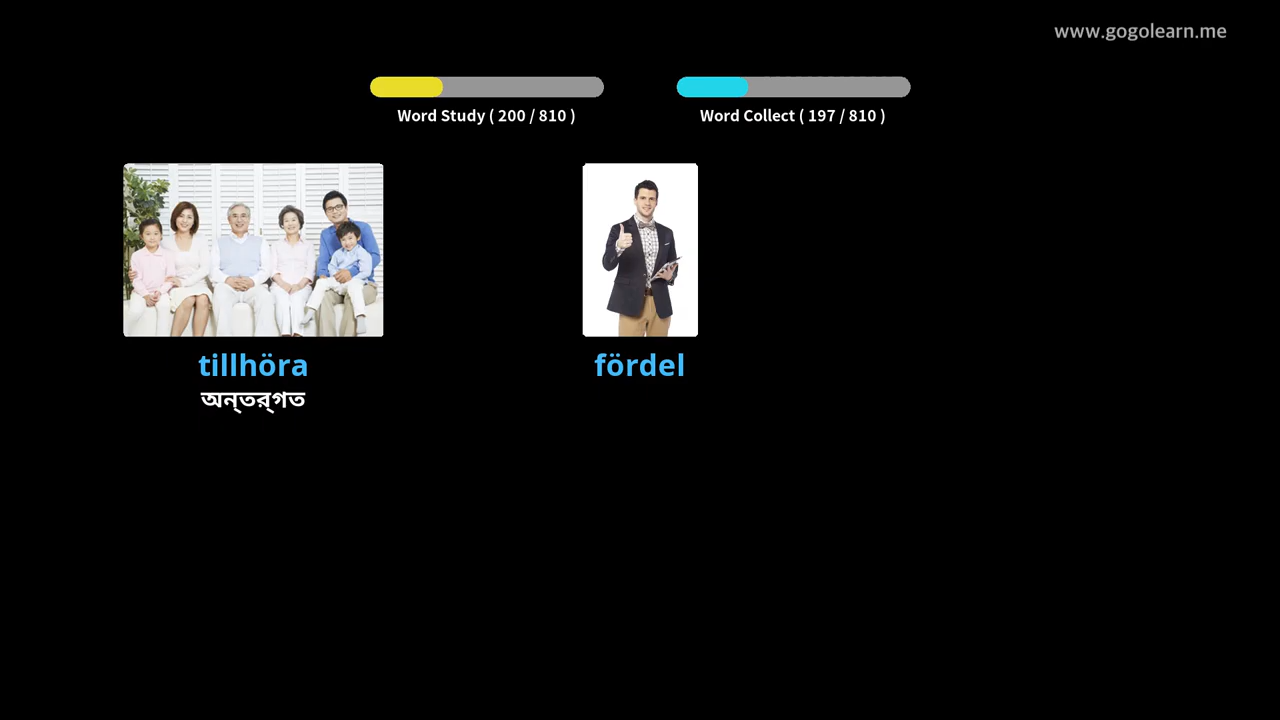 www.gogolearn.me
Word Study ( 200 / 810 )
Word Collect ( 197 / 810 )
tillhöra
অন্তর্গত
fördel